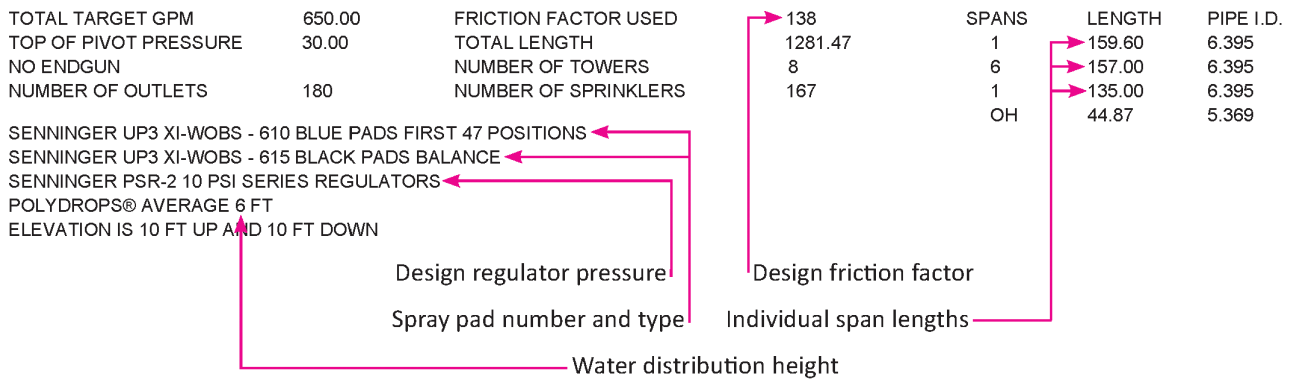 TOTAL TARGET GPM 650.00 FRICTION FACTOR USED 138 SPANS LENGTH PIPE I.D.
TOP OF PIVOT PRESSURE 30.00 TOTAL LENGTH 1281.47 1 159.60 6.395
NO ENDGUN NUMBER OF TOWERS 8 6 157.00 6.395
NUMBER OF OUTLETS 180 NUMBER OF SPRINKLERS 167 1 135.00 6.395
OH 44.87 5.369
SENNINGER UP3 XI-WOBS - 610 BLUE PADS FIRST 47 POSITIONS
SENNINGER UP3 XI-WOBS - 615 BLACK PADS BALANCE
SENNINGER PSR-2 10 PSI SERIES REGULATORS
POLYDROPS® AVERAGE 6 FT
ELEVATION IS 10 FT UP AND 10 FT DOWN
Design regulator pressure Design friction factor
Spray pad number and type Individual span lengths
Water distribution height